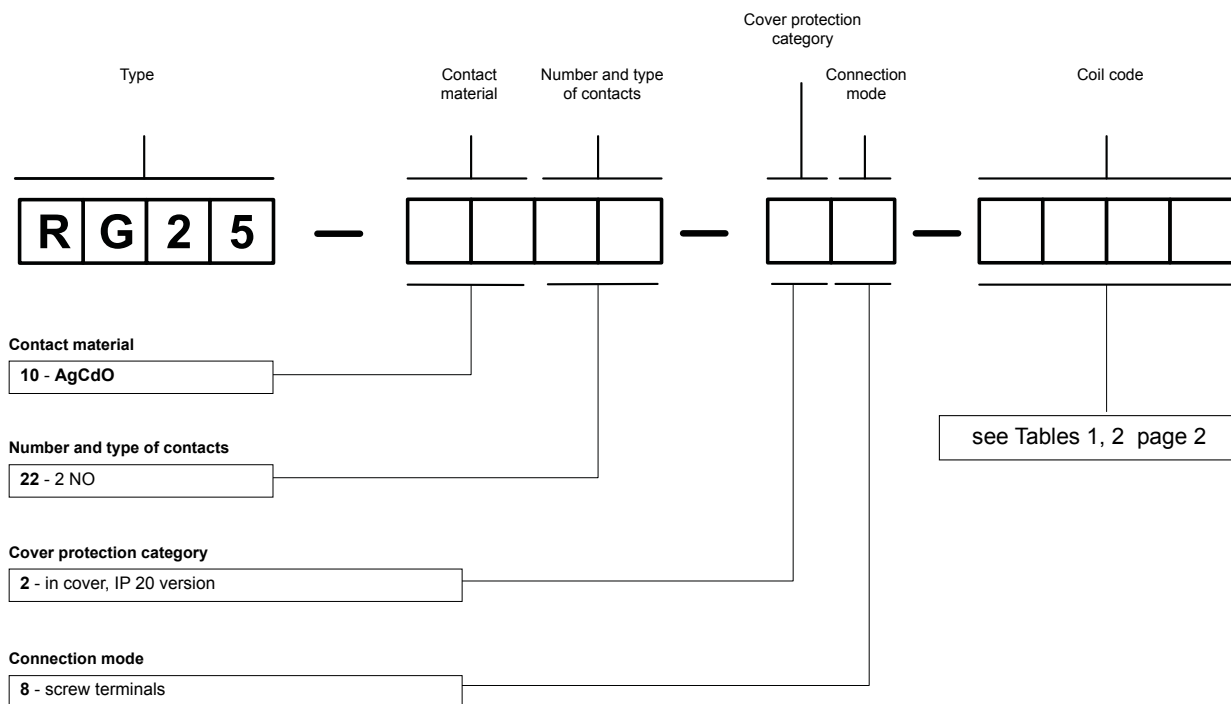 Cover protection
category
Type
Contact
material
Number and type
of contacts
Connection
mode
Coil code
R G 2 5 — — —
Contact material
10 - AgCdO
Number and type of contacts
22 - 2 NO
see Tables 1, 2 page 2
Cover protection category
2 - in cover, IP 20 version
Connection mode
8 - screw terminals